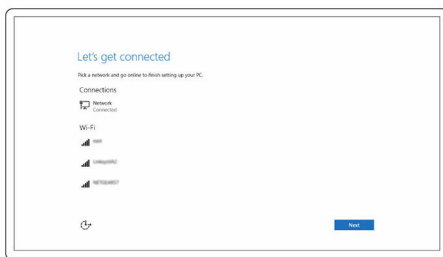 Let's get connected
Pick a network and go online to finish setting up your PC.
Connections
Network
Connected
Wi-Fi
Next